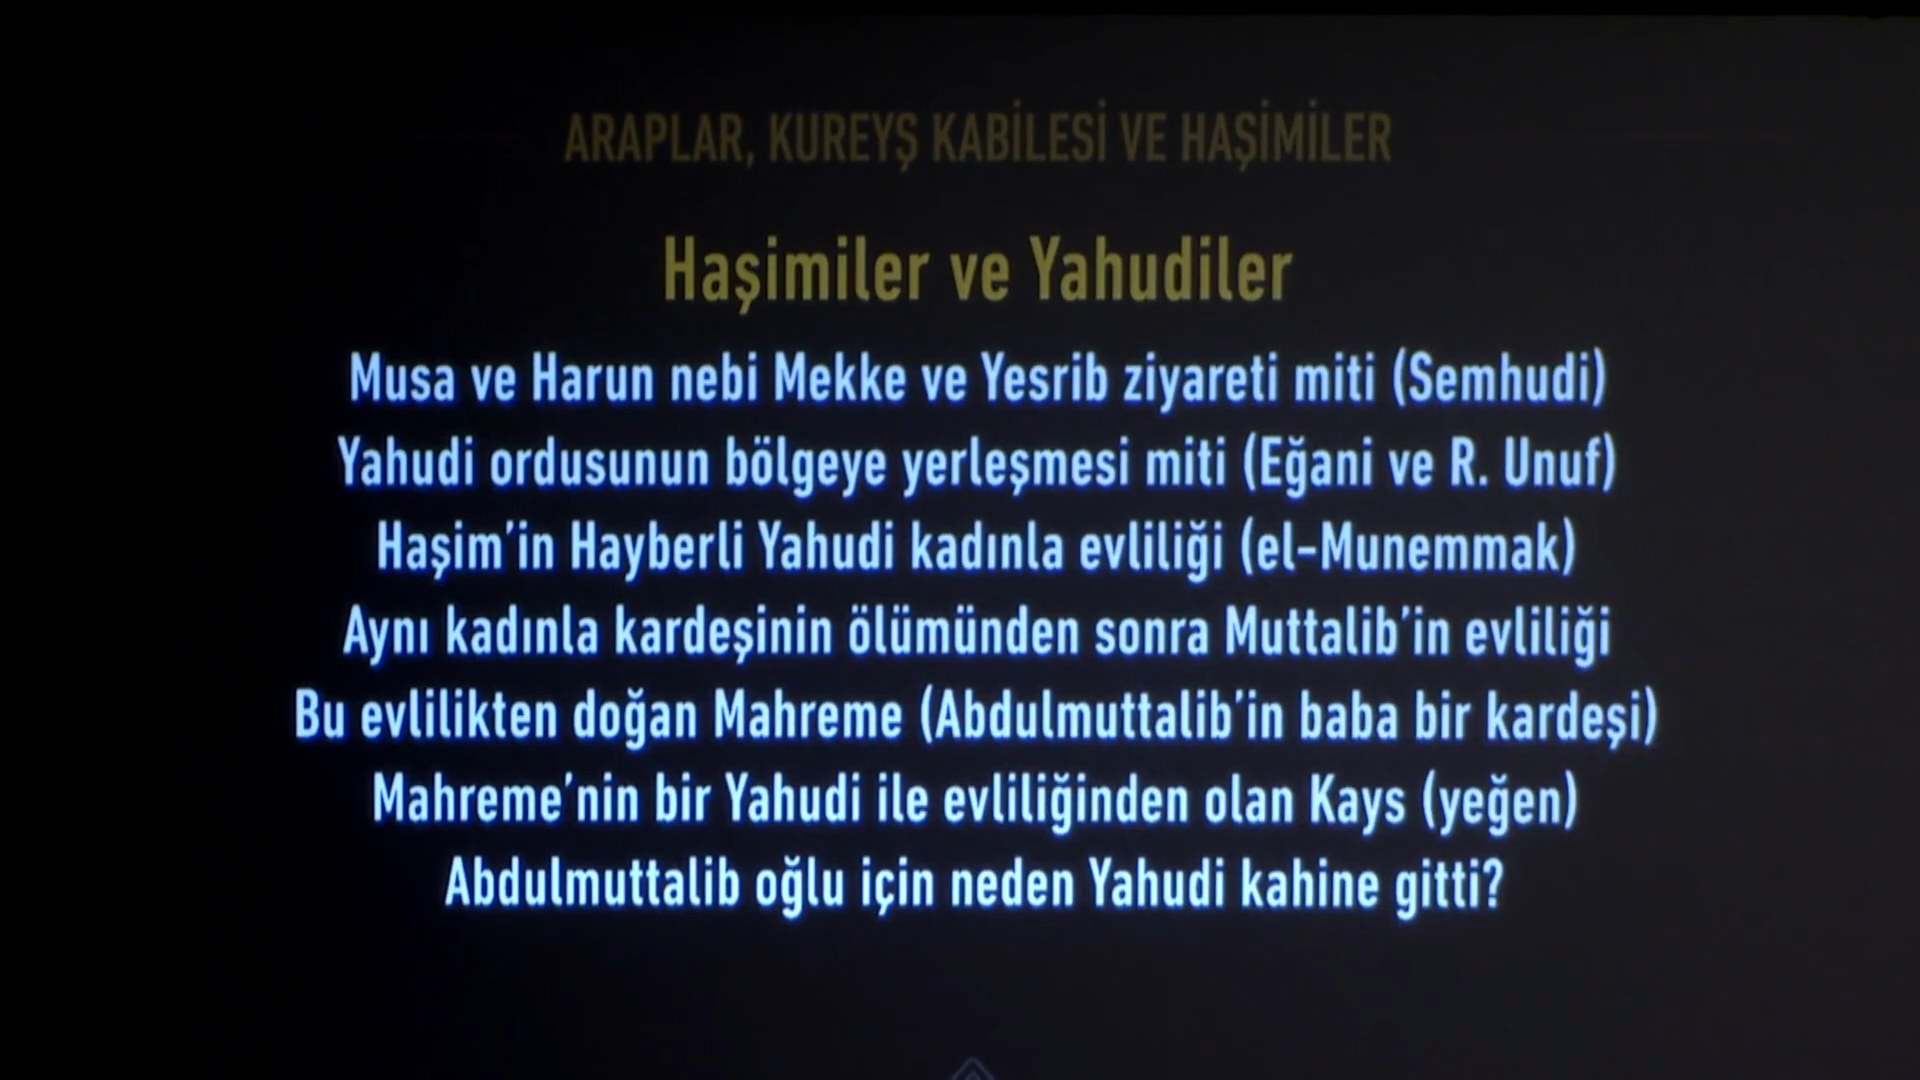 ARAPLAR, KUREYŞ KABİLESİ VE HAŞİMİLER
Haşimiler ve Yahudiler
Musa ve Harun nebi Mekke ve Yesrib ziyareti miti (Semhudi)
Yahudi ordusunun bölgeye yerleşmesi miti (Eğani ve R. Unuf)
Haşim'in Hayberli Yahudi kadınla evliliği (el-Munemmak)
Aynı kadınla kardeşinin ölümünden sonra Muttalib'in evliliği
Bu evlilikten doğan Mahreme (Abdulmuttalib'in baba bir kardeşi)
Mahreme'nin bir Yahudi ile evliliğinden olan Kays (yeğen)
Abdulmuttalib oğlu için neden Yahudi kahine gitti?